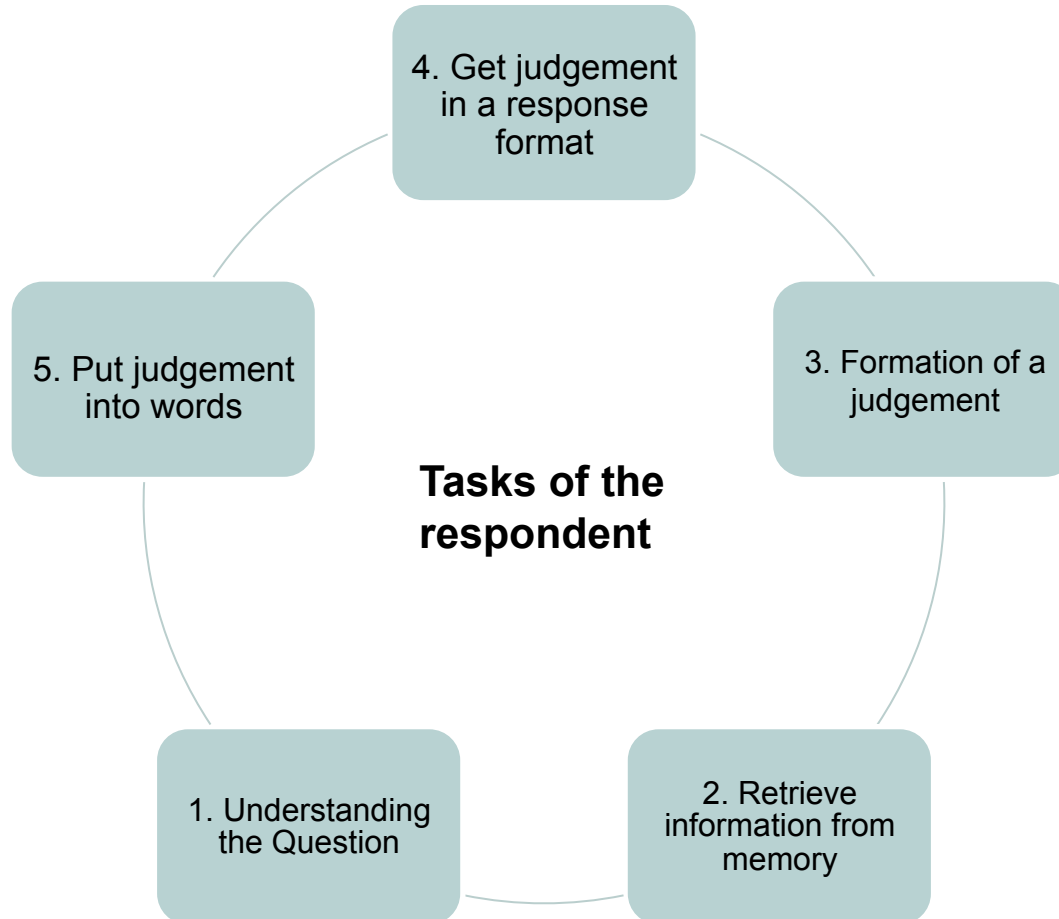 4. Get judgement
in a response
format
5. Put judgement
into words
3. Formation of a
judgement
Tasks of the
respondent
1. Understanding
the Question
2. Retrieve
information from
memory